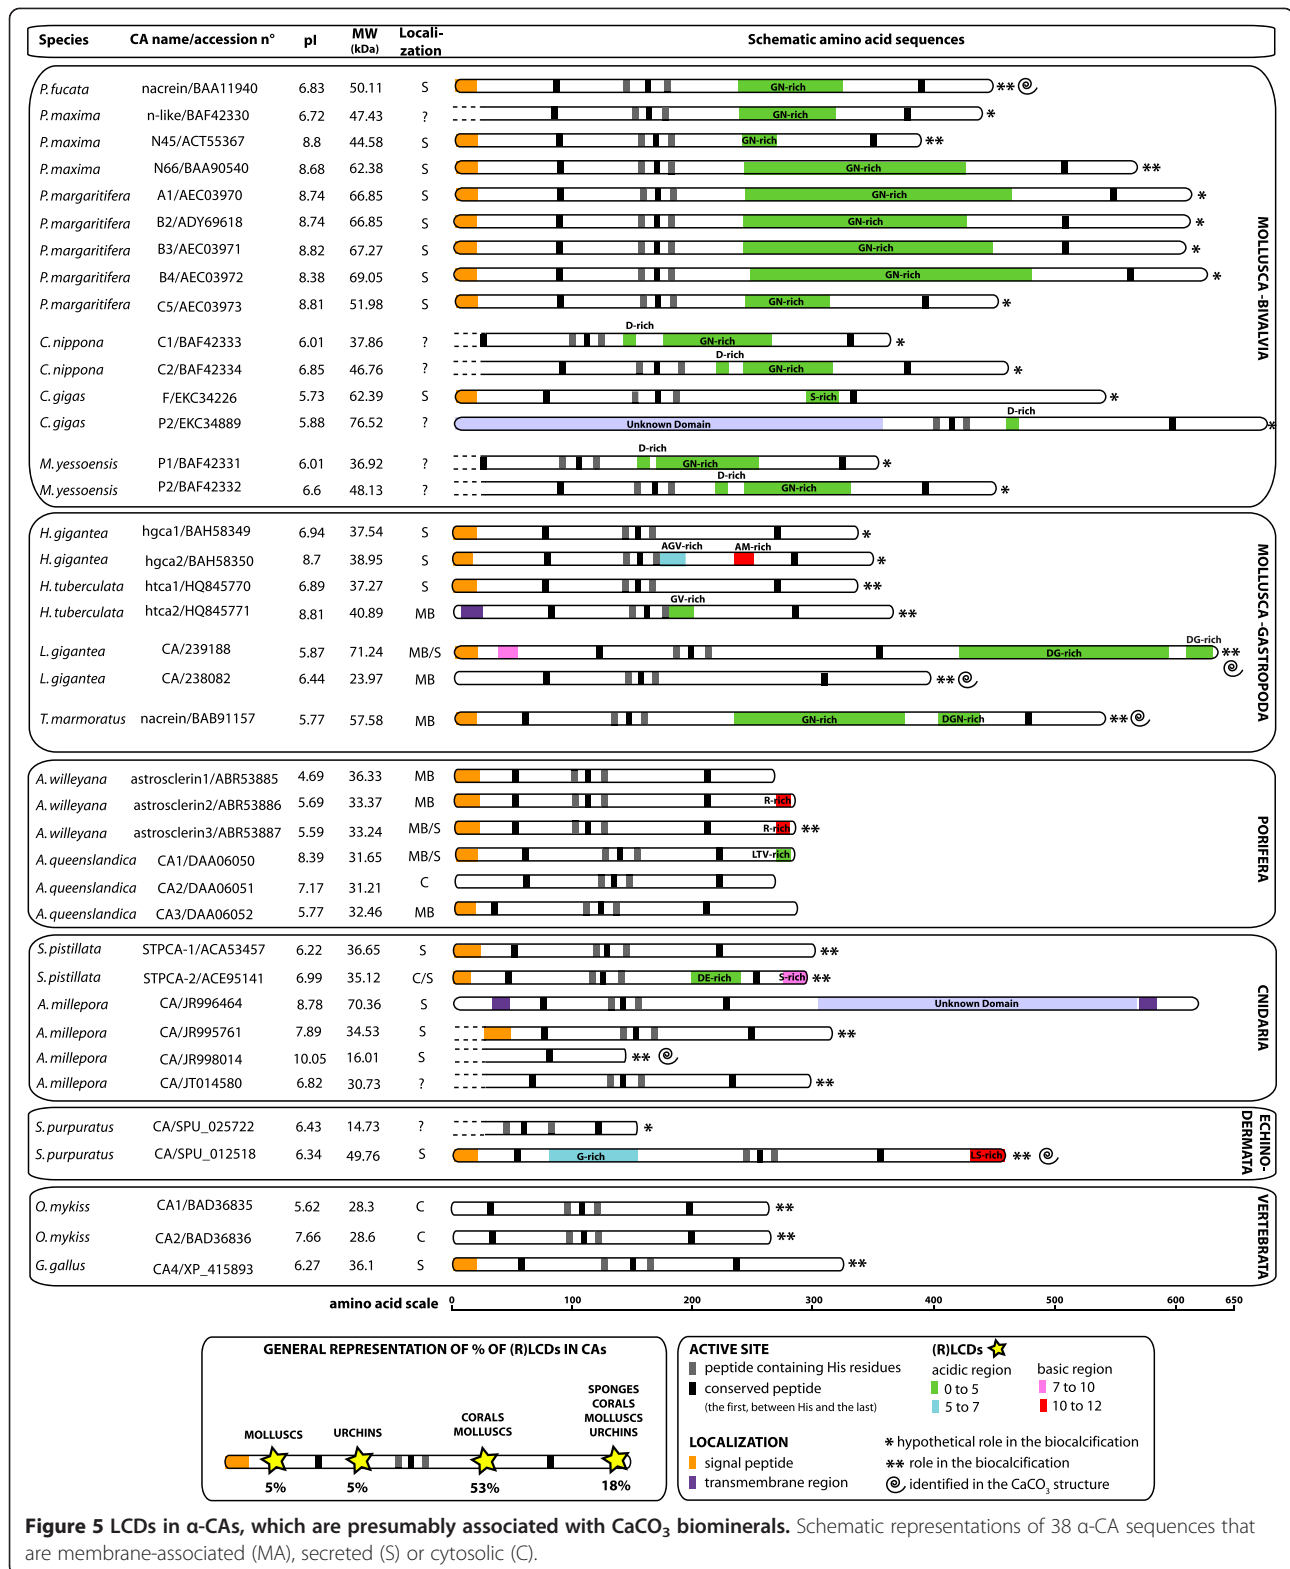 Species CA name/accession n° pI MW (kDa) Locali-zation Schematic amino acid sequences
P. fucata nacrein/BAA11940 6.83 50.11 S GN-rich **
P. maxima n-like/BAF42330 6.72 47.43 ? GN-rich *
P. maxima N45/ACT55367 8.8 44.58 S GN-rich **
P. maxima N66/BAA90540 8.68 62.38 S GN-rich **
P. margaritifera A1/AEC03970 8.74 66.85 S GN-rich *
P. margaritifera B2/ADY69618 8.74 66.85 S GN-rich *
P. margaritifera B3/AEC03971 8.82 67.27 S GN-rich *
P. margaritifera B4/AEC03972 8.38 69.05 S GN-rich *
P. margaritifera C5/AEC03973 8.81 51.98 S GN-rich *
D-rich
C. nippona C1/BAF42333 6.01 37.86 ? GN-rich *
D-rich
C. nippona C2/BAF42334 6.85 46.76 ? GN-rich *
C. gigas F/EKC34226 5.73 62.39 S S-rich *
D-rich
C. gigas P2/EKC34889 5.88 76.52 ? Unknown Domain *
D-rich
M. yessoensis P1/BAF42331 6.01 36.92 ? GN-rich *
D-rich
M. yessoensis P2/BAF42332 6.6 48.13 ? GN-rich *
MOLLUSCA -BIVALVIA
H. gigantea hgca1/BAH58349 6.94 37.54 S *
AGV-rich AM-rich
H. gigantea hgca2/BAH58350 8.7 38.95 S *
H. tuberculata htca1/HQ845770 6.89 37.27 S **
GV-rich
H. tuberculata htca2/HQ845771 8.81 40.89 MB **
DG-rich
L. gigantea CA/239188 5.87 71.24 MB/S DG-rich **
L. gigantea CA/238082 6.44 23.97 MB **
T. marmoratus nacrein/BAB91157 5.77 57.58 MB GN-rich DGN-rich **
MOLLUSCA -GASTROPODA
A. willeyana astrosclerin1/ABR53885 4.69 36.33 MB
A. willeyana astrosclerin2/ABR53886 5.69 33.37 MB R-rich
A. willeyana astrosclerin3/ABR53887 5.59 33.24 MB/S R-rich **
A. queenslandica CA1/DAA06050 8.39 31.65 MB/S LTV-rich
A. queenslandica CA2/DAA06051 7.17 31.21 C
A. queenslandica CA3/DAA06052 5.77 32.46 MB
PORIFERA
S. pistillata STPCA-1/ACA53457 6.22 36.65 S **
S. pistillata STPCA-2/ACE95141 6.99 35.12 C/S DE-rich S-rich **
A. millepora CA/JR996464 8.78 70.36 S Unknown Domain
A. millepora CA/JR995761 7.89 34.53 S **
A. millepora CA/JR998014 10.05 16.01 S **
A. millepora CA/JT014580 6.82 30.73 ? **
CNIDARIA
S. purpuratus CA/SPU_025722 6.43 14.73 ? *
S. purpuratus CA/SPU_012518 6.34 49.76 S G-rich LS-rich **
ECHINO-
DERMATA
O. mykiss CA1/BAD36835 5.62 28.3 C **
O. mykiss CA2/BAD36836 7.66 28.6 C **
G. gallus CA4/XP_415893 6.27 36.1 S **
VERTEBRATA
amino acid scale 0 100 200 300 400 500 600 650
GENERAL REPRESENTATION OF % OF (R)LCDs IN CAs
MOLLUSCS
URCHINS
CORALS
MOLLUSCS
SPONGES
CORALS
MOLLUSCS
URCHINS
5% 5% 53% 18%
ACTIVE SITE
peptide containing His residues
conserved peptide
(the first, between His and the last)
LOCALIZATION
signal peptide
transmembrane region
(R)LCDs
acidic region basic region
0 to 5 7 to 10
5 to 7 10 to 12
* hypothetical role in the biocalcification
** role in the biocalcification
identified in the CaCO3 structure
Figure 5 LCDs in α-CAs, which are presumably associated with CaCO3 biominerals. Schematic representations of 38 α-CA sequences that
are membrane-associated (MA), secreted (S) or cytosolic (C).